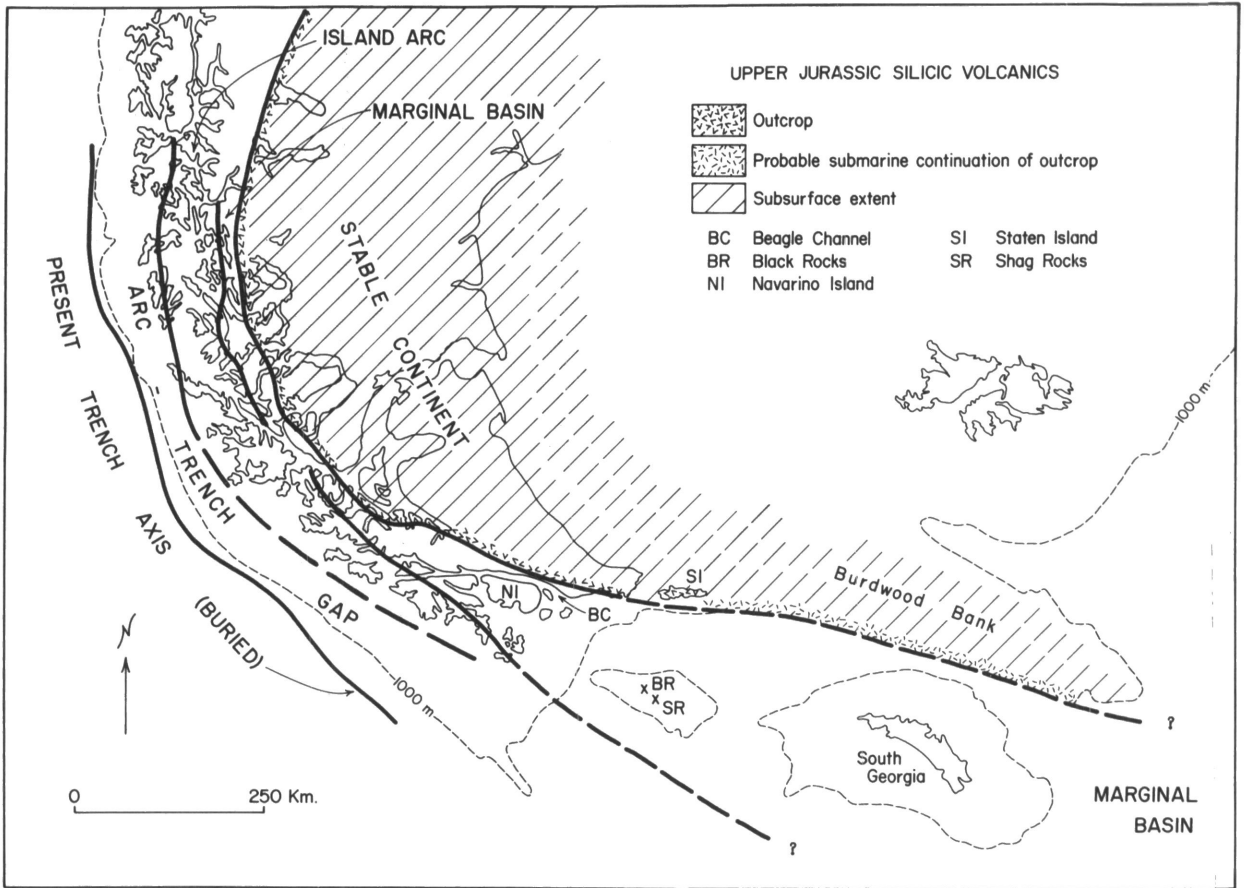 ISLAND ARC
MARGINAL BASIN
UPPER JURASSIC SILICIC VOLCANICS
Outcrop
Probable submarine continuation of outcrop
Subsurface extent
BC Beagle Channel
BR Black Rocks
NI Navarino Island
SI Staten Island
SR Shag Rocks
STABLE
CONTINENT
PRESENT
TRENCH
AXIS
(BURIED)
ARC
TRENCH
GAP
1000 m
1000 m
N
NI
BC
SI
Burdwood Bank
BR
SR
South
Georgia
?
?
MARGINAL
BASIN
0 250 Km.